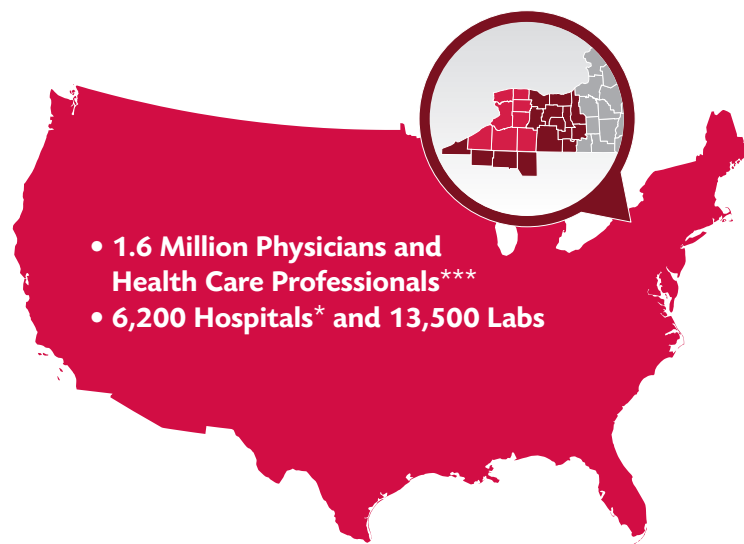 • 1.6 Million Physicians and
Health Care Professionals***
• 6,200 Hospitals* and 13,500 Labs